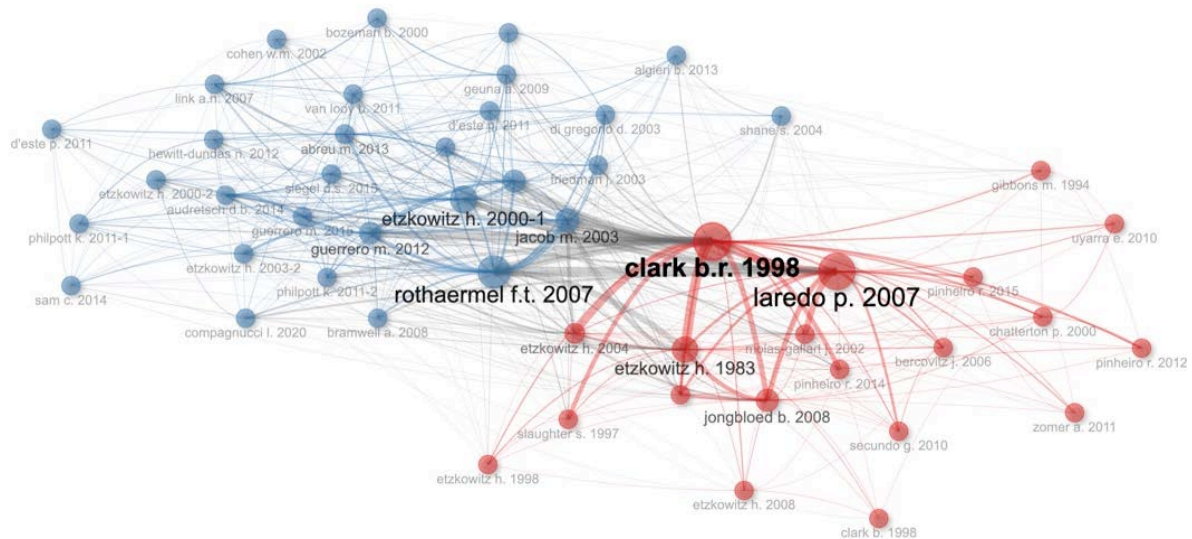 bozeman b. 2000
cohen w.m. 2002
algien b. 2013
geuna a. 2009
link a.n. 2007
van looy b. 2011
d'este p. 2011
di gregorio d. 2003
shane s. 2004
d'este p. 2011
hewitt-dundas n. 2012
abreu m. 2013
friedman j. 2003
siegel d.s. 2015
etzkowitz h. 2000-2
gibbons m. 1994
audretsch d.b. 2014
etzkowitz h. 2000-1
guerrero m. 2015
philpott k. 2011-1
jacob m. 2003
uyarra e. 2010
guerrero m. 2012
etzkowitz h. 2003-2
clark b.r. 1998
philpott k. 2011-2
pinheiro r. 2015
sam c. 2014
rothaermel f.t. 2007
laredo p. 2007
compagnucci l. 2020
bramwell a. 2008
chatterton p. 2000
etzkowitz h. 2004
molas-gallart j. 2002
bercovitz j. 2006
pinheiro r. 2012
etzkowitz h. 1983
pinheiro r. 2014
jongbloed b. 2008
slaughter s. 1997
zomer a. 2011
secundo g. 2010
etzkowitz h. 1998
etzkowitz h. 2008
clark b. 1998